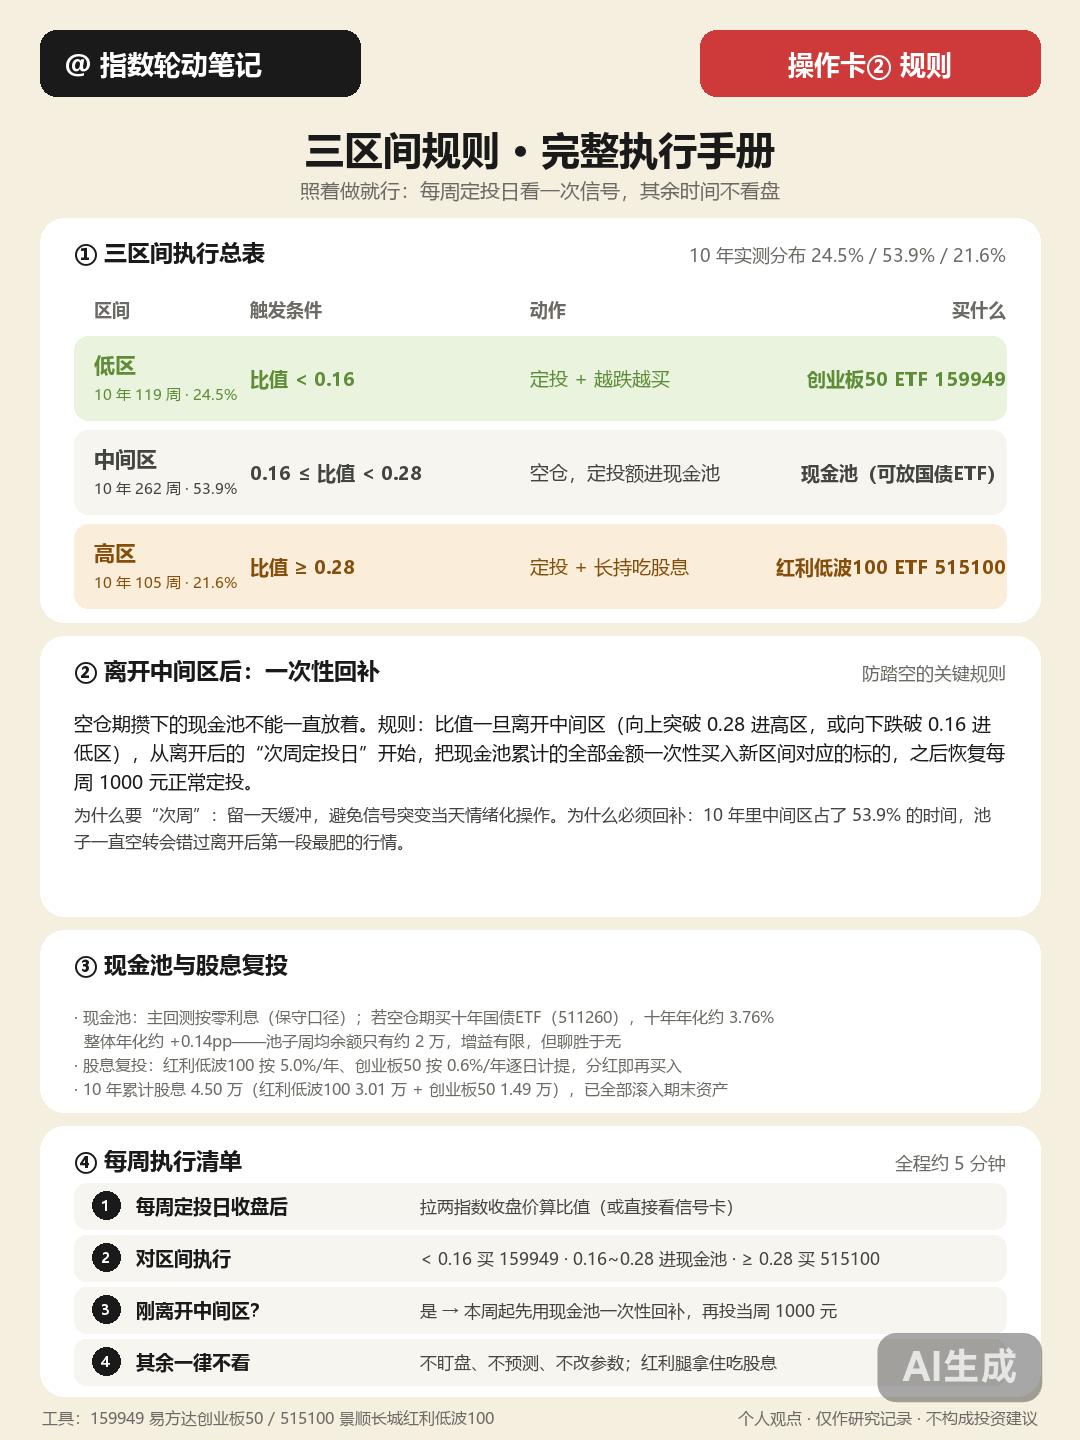 @ 指数轮动笔记
操作卡② 规则
三区间规则 · 完整执行手册
照着做就行：每周定投日看一次信号，其余时间不看盘
① 三区间执行总表
10 年实测分布 24.5% / 53.9% / 21.6%
区间 触发条件 动作 买什么
低区
10 年 119 周 · 24.5%
比值 < 0.16
定投 + 越跌越买
创业板50 ETF 159949
中间区
10 年 262 周 · 53.9%
0.16 ≤ 比值 < 0.28
空仓，定投额进现金池
现金池（可放国债ETF）
高区
10 年 105 周 · 21.6%
比值 ≥ 0.28
定投 + 长持吃股息
红利低波100 ETF 515100
② 离开中间区后：一次性回补
防踏空的关键规则
空仓期攒下的现金池不能一直放着。规则：比值一旦离开中间区（向上突破 0.28 进高区，或向下跌破 0.16 进
低区），从离开后的“次周定投日”开始，把现金池累计的全部金额一次性买入新区间对应的标的，之后恢复每
周 1000 元正常定投。
为什么要“次周”：留一天缓冲，避免信号突变当天情绪化操作。为什么必须回补：10 年里中间区占了 53.9% 的时间，池
子一直空转会错过离开后第一段最肥的行情。
③ 现金池与股息复投
· 现金池：主回测按零利息（保守口径）；若空仓期买十年国债ETF（511260），十年年化约 3.76%
整体年化约 +0.14pp——池子周均余额只有约 2 万，增益有限，但聊胜于无
· 股息复投：红利低波100 按 5.0%/年、创业板50 按 0.6%/年逐日计提，分红即再买入
· 10 年累计股息 4.50 万（红利低波100 3.01 万 + 创业板50 1.49 万），已全部滚入期末资产
④ 每周执行清单
全程约 5 分钟
1 每周定投日收盘后 拉两指数收盘价算比值（或直接看信号卡）
2 对区间执行 < 0.16 买 159949 · 0.16~0.28 进现金池 · ≥ 0.28 买 515100
3 刚离开中间区? 是 → 本周起先用现金池一次性回补，再投当周 1000 元
4 其余一律不看 不盯盘、不预测、不改参数；红利腿拿住吃股息
AI生成
工具：159949 易方达创业板50 / 515100 景顺长城红利低波100
个人观点 · 仅作研究记录 · 不构成投资建议